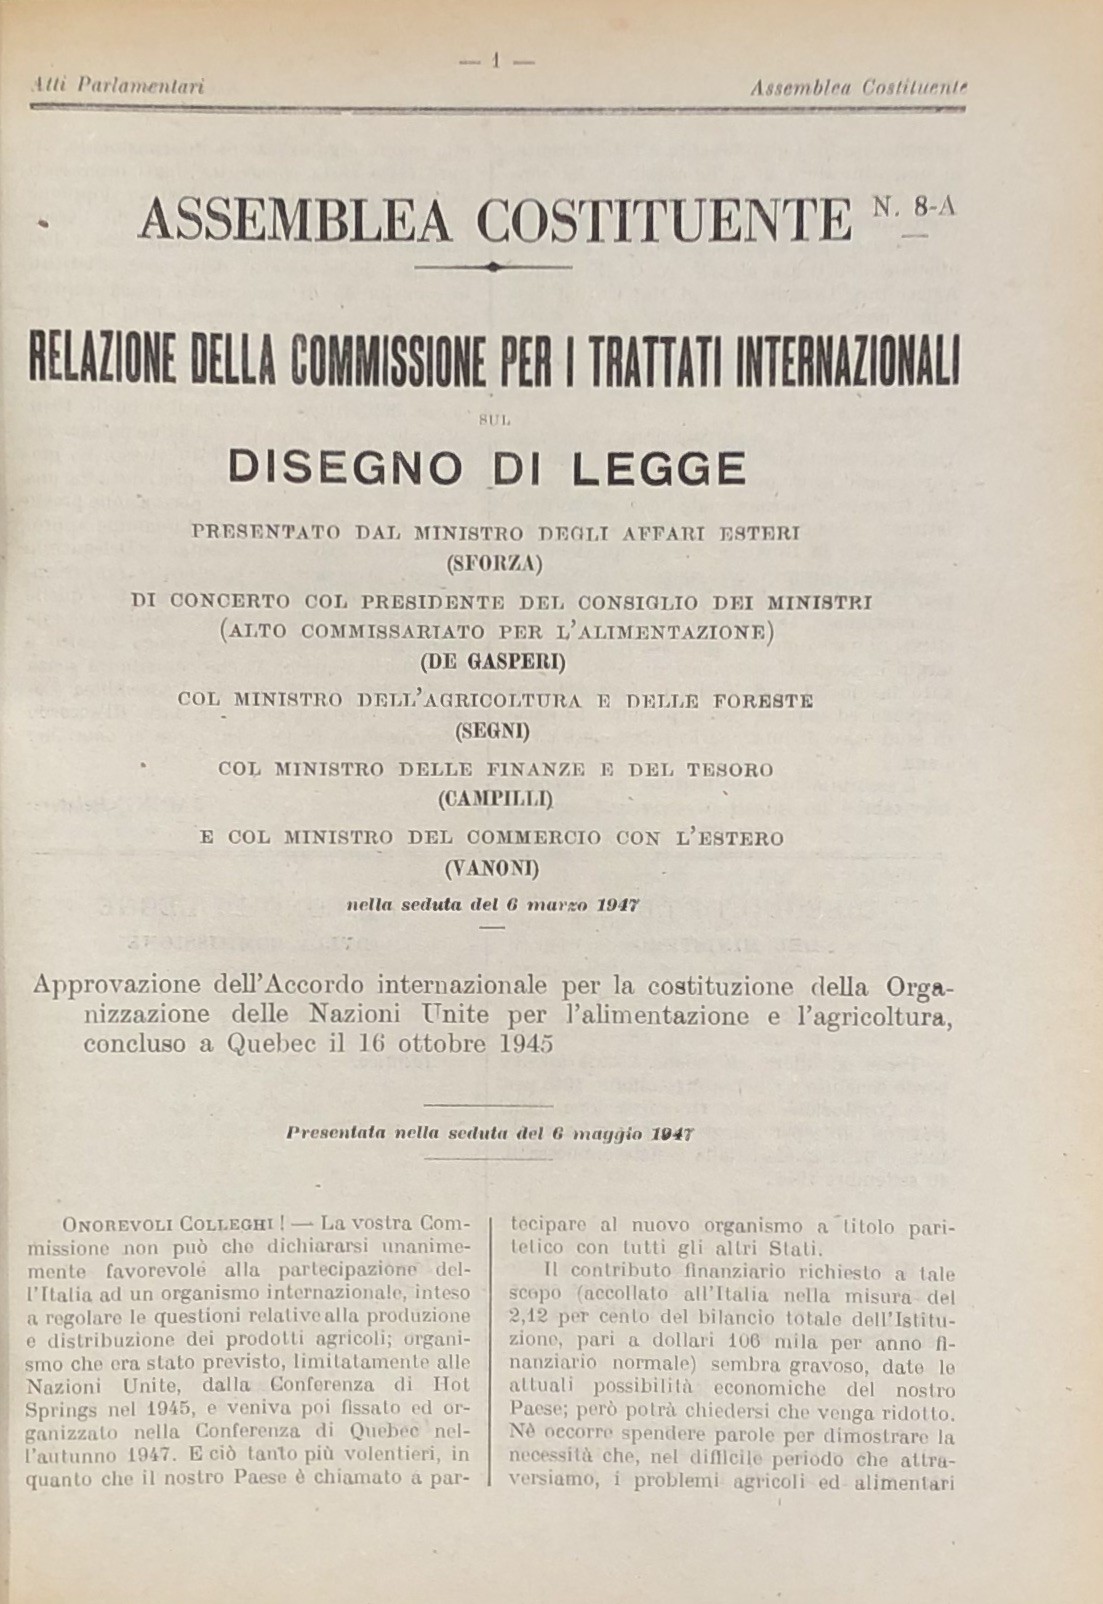 — 1 —
Atti Parlamentari
Assemblea Costituente
ASSEMBLEA COSTITUENTE N. 8-A
RELAZIONE DELLA COMMISSIONE PER I TRATTATI INTERNAZIONALI
SUL
DISEGNO DI LEGGE
PRESENTATO DAL MINISTRO DEGLI AFFARI ESTERI
(SFORZA)
DI CONCERTO COL PRESIDENTE DEL CONSIGLIO DEI MINISTRI
(ALTO COMMISSARIATO PER L'ALIMENTAZIONE)
(DE GASPERI)
COL MINISTRO DELL'AGRICOLTURA E DELLE FORESTE
(SEGNI)
COL MINISTRO DELLE FINANZE E DEL TESORO
(CAMPILLI)
E COL MINISTRO DEL COMMERCIO CON L'ESTERO
(VANONI)
nella seduta del 6 marzo 1947
Approvazione dell'Accordo internazionale per la costituzione della Orga-
nizzazione delle Nazioni Unite per l'alimentazione e l'agricoltura,
concluso a Quebec il 16 ottobre 1945
Presentata nella seduta del 6 maggio 1947
ONOREVOLI COLLEGHI ! — La vostra Com-
missione non può che dichiararsi unanime-
mente favorevole alla partecipazione del-
l'Italia ad un organismo internazionale, inteso
a regolare le questioni relative alla produzione
e distribuzione dei prodotti agricoli; organi-
smo che era stato previsto, limitatamente alle
Nazioni Unite, dalla Conferenza di Hot
Springs nel 1945, e veniva poi fissato ed or-
ganizzato nella Conferenza di Quebec nel-
l'autunno 1947. E ciò tanto più volentieri, in
quanto che il nostro Paese è chiamato a par-
tecipare al nuovo organismo a titolo pari-
tetico con tutti gli altri Stati.
Il contributo finanziario richiesto a tale
scopo (accollato all'Italia nella misura del
2,12 per cento del bilancio totale dell'Istitu-
zione, pari a dollari 106 mila per anno fi-
nanziario normale) sembra gravoso, date le
attuali possibilità economiche del nostro
Paese; però potrà chiedersi che venga ridotto.
Nè occorre spendere parole per dimostrare la
necessità che, nel difficile periodo che attra-
versiamo, i problemi agricoli ed alimentari